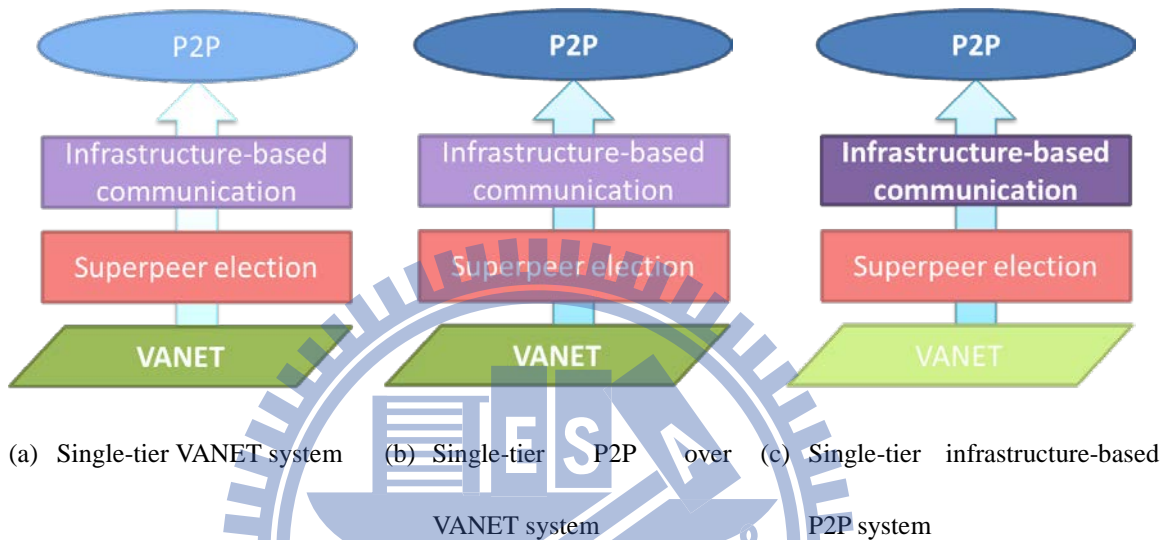 P2P
Infrastructure-based
communication
Superpeer election
VANET
P2P
Infrastructure-based
communication
Superpeer election
VANET
P2P
Infrastructure-based
communication
Superpeer election
VANET
(a) Single-tier VANET system
(b) Single-tier P2P over
VANET system
(c) Single-tier infrastructure-based
P2P system
E S A